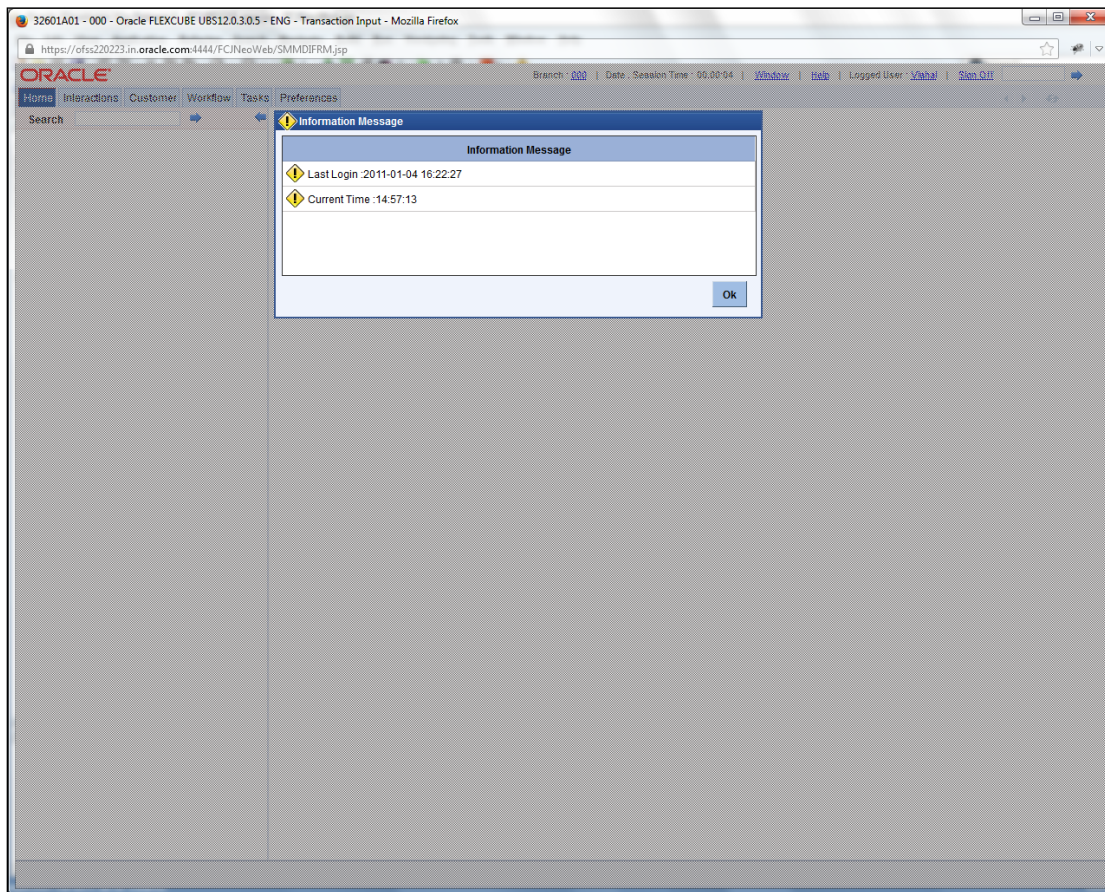 32601A01 - 000 - Oracle FLEXCUBE UBS12.0.3.0.5 - ENG - Transaction Input - Mozilla Firefox
https://ofss220223.in.oracle.com:4444/FCJNeoWeb/SMMDIFRM.jsp
ORACLE
Branch : 000 | Date . Session Time : 00.00:04 | Window | Help | Logged User : Vishal | Sign Off
Home Interactions Customer Workflow Tasks Preferences
Search
Information Message
Information Message
Last Login :2011-01-04 16:22:27
Current Time :14:57:13
Ok